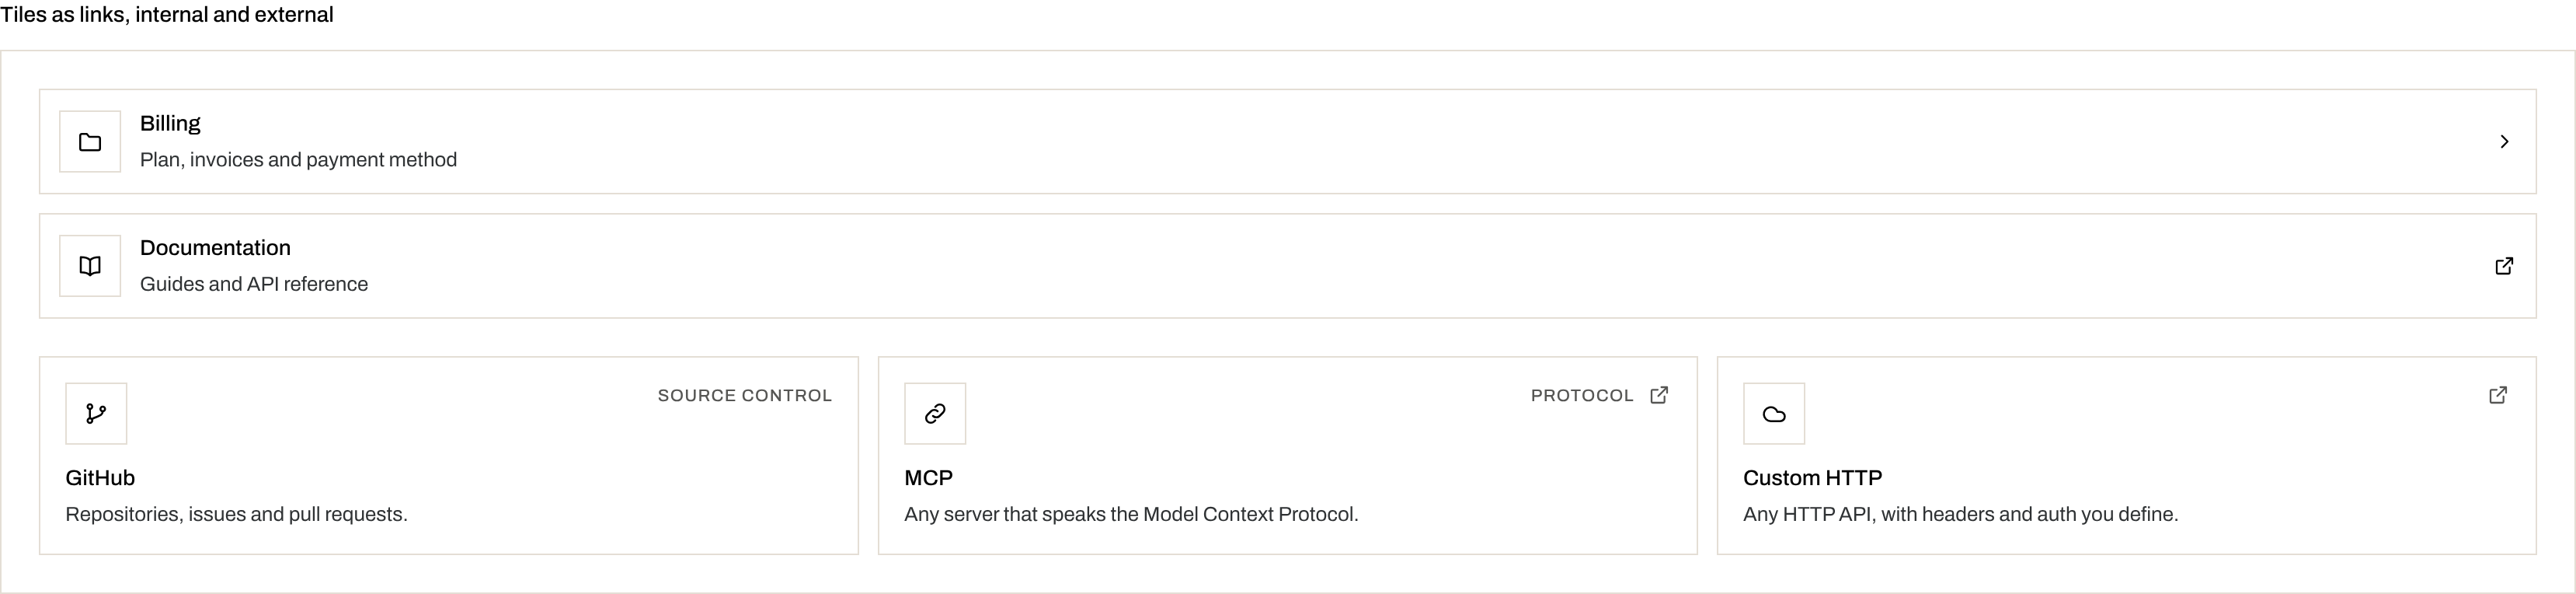 Tiles as links, internal and external
Billing
Plan, invoices and payment method
Documentation
Guides and API reference
SOURCE CONTROL
GitHub
Repositories, issues and pull requests.
PROTOCOL
MCP
Any server that speaks the Model Context Protocol.
Custom HTTP
Any HTTP API, with headers and auth you define.